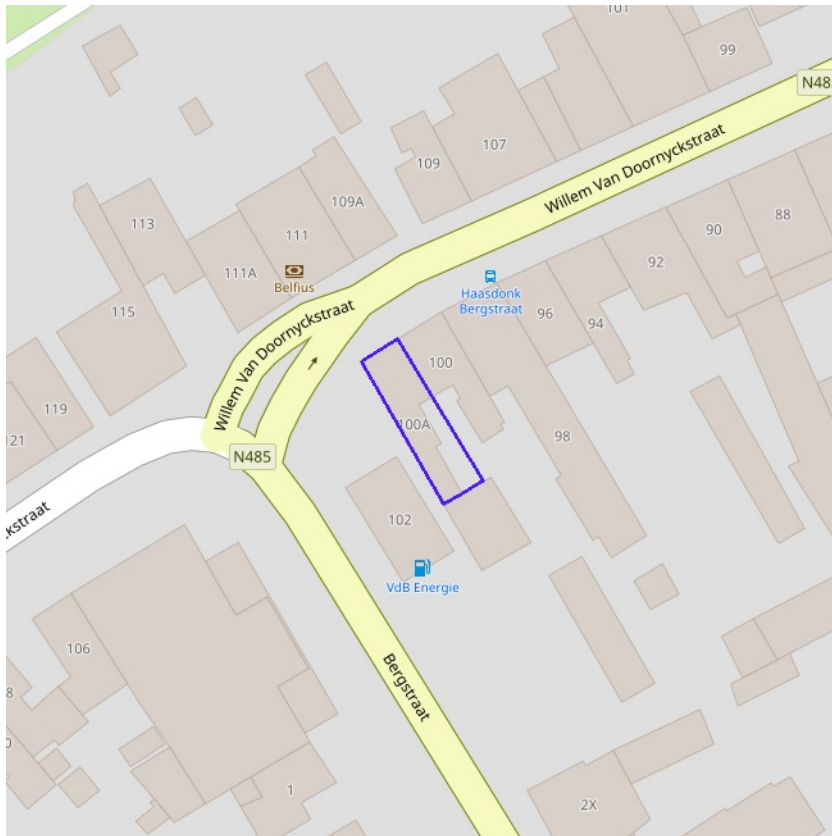 101
99
N48
107
109
Willem Van Doornyckstraat
109A
88
113
111
90
111A
Belfius
92
Haasdonk
Bergstraat
115
96
94
Willem Van Doornyckstraat
100
119
100A
121
98
N485
ckstraat
102
VdB Energie
106
Bergstraat
8
0
1
2X